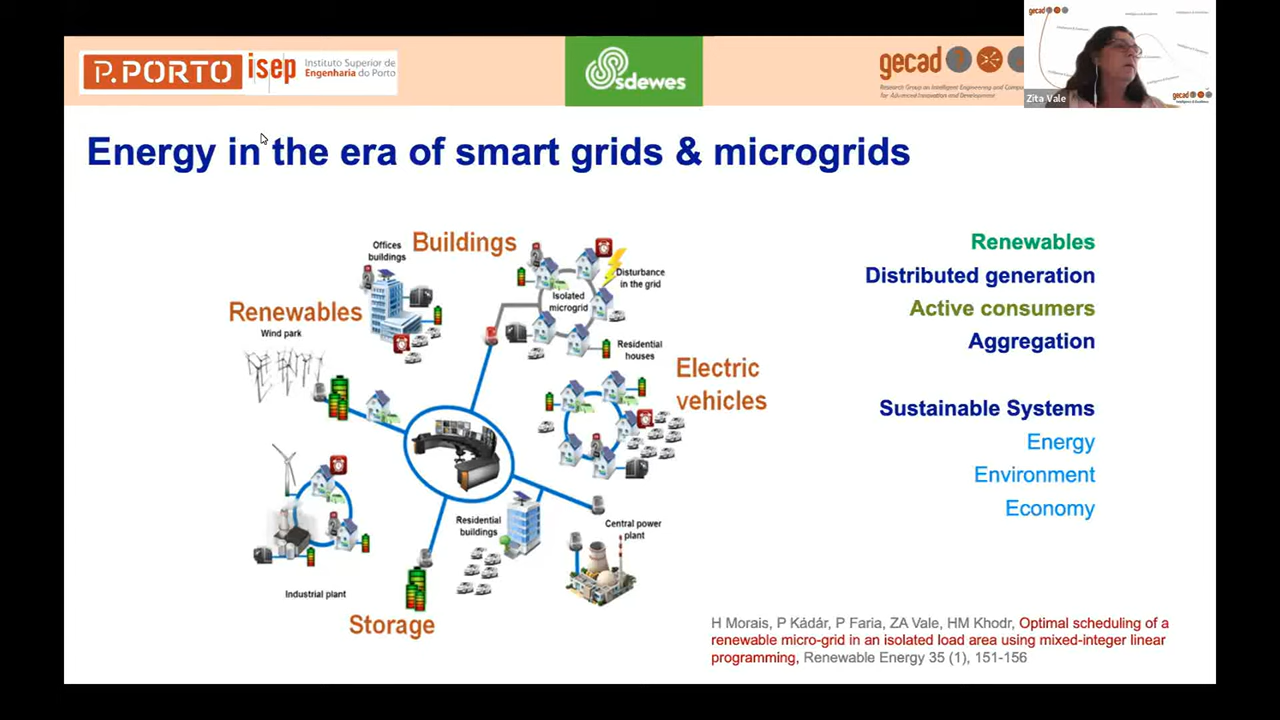 P.PORTO
isep
Instituto Superior de
Engenharia do Porto
sdewes
gecad
Research Group on Intelligent Engineering and Comp
for Advanced Innovation and Development
gecad
Zita Vale
gecad
Energy in the era of smart grids & microgrids
Buildings
Offices
buildings
Disturbance
in the grid
Isolated
microgrid
Renewables
Wind park
Residential
houses
Electric
vehicles
Residential
buildings
Central power
plant
Industrial plant
Storage
Renewables
Distributed generation
Active consumers
Aggregation
Sustainable Systems
Energy
Environment
Economy
H Morais, P Kádár, P Faria, ZA Vale, HM Khodr, Optimal scheduling of a
renewable micro-grid in an isolated load area using mixed-integer linear
programming, Renewable Energy 35 (1), 151-156